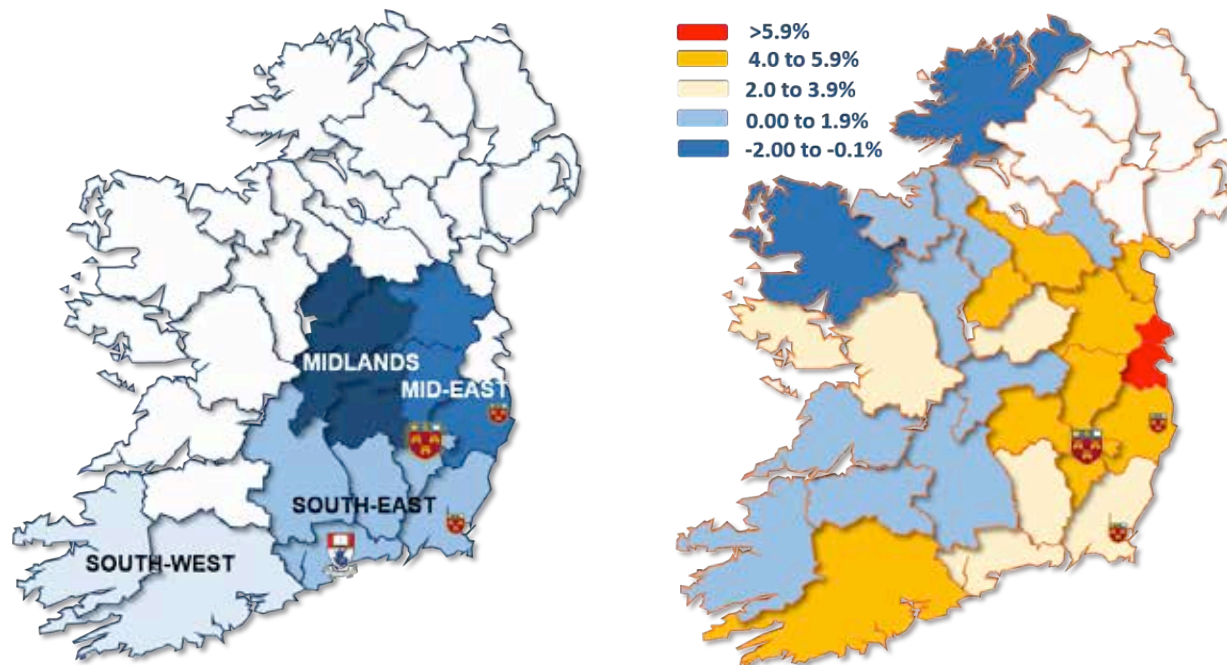 MIDLANDS
MID-EAST
SOUTH-EAST
SOUTH-WEST
>5.9%
4.0 to 5.9%
2.0 to 3.9%
0.00 to 1.9%
-2.00 to -0.1%